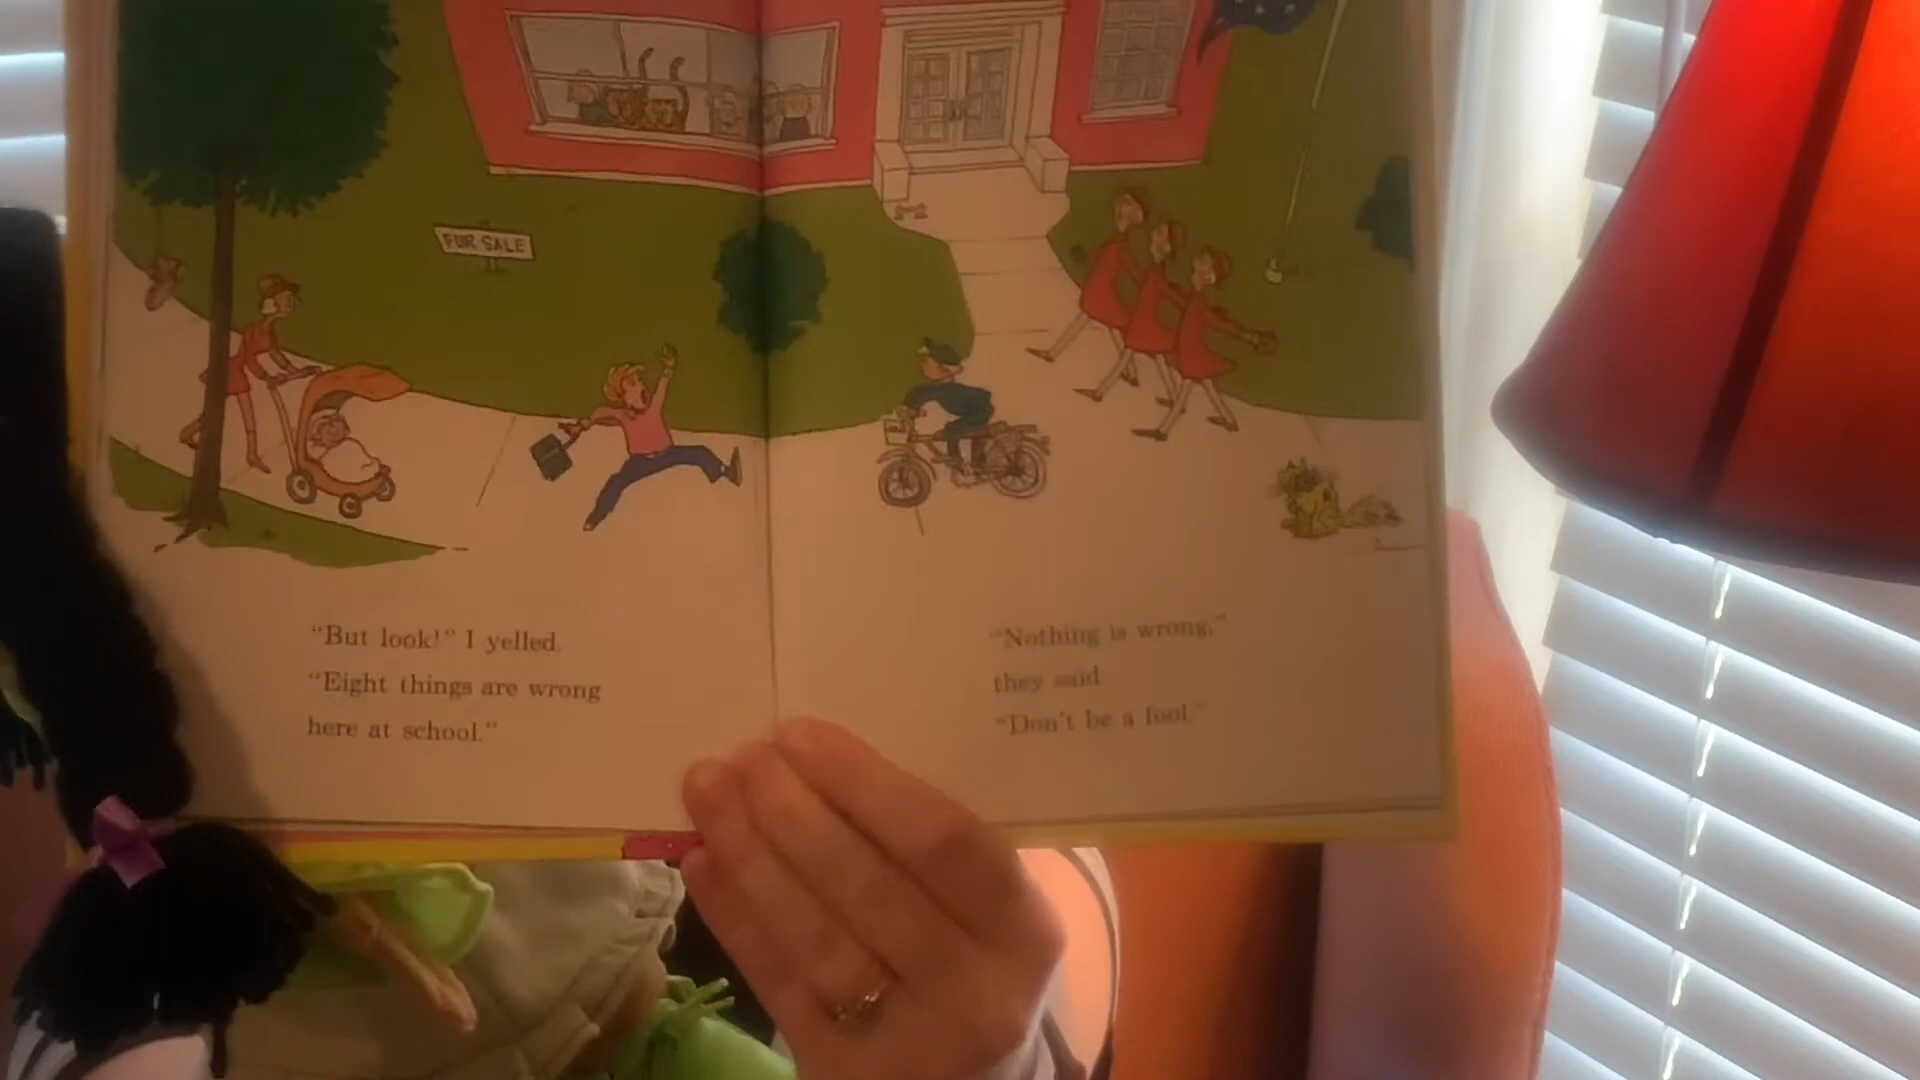 FUR SALE
"But look!" I yelled.
"Eight things are wrong
here at school."
"Nothing is wrong,"
they said.
"Don't be a fool."